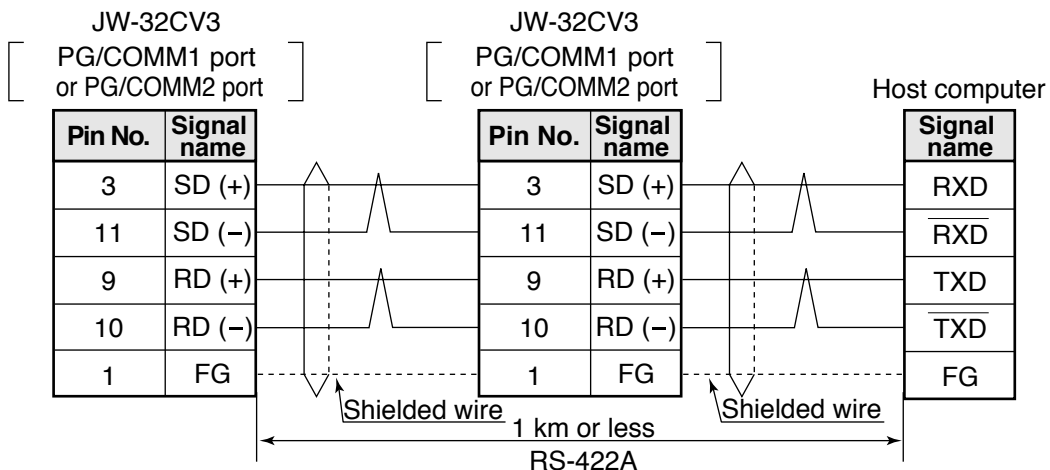 JW-32CV3
PG/COMM1 port
or PG/COMM2 port
JW-32CV3
PG/COMM1 port
or PG/COMM2 port
Host computer
Pin No. Signal name
3 SD (+)
11 SD (−)
9 RD (+)
10 RD (−)
1 FG
Pin No. Signal name
3 SD (+)
11 SD (−)
9 RD (+)
10 RD (−)
1 FG
Signal name
RXD
R̅X̅D̅
TXD
T̅X̅D̅
FG
Shielded wire
Shielded wire
1 km or less
RS-422A